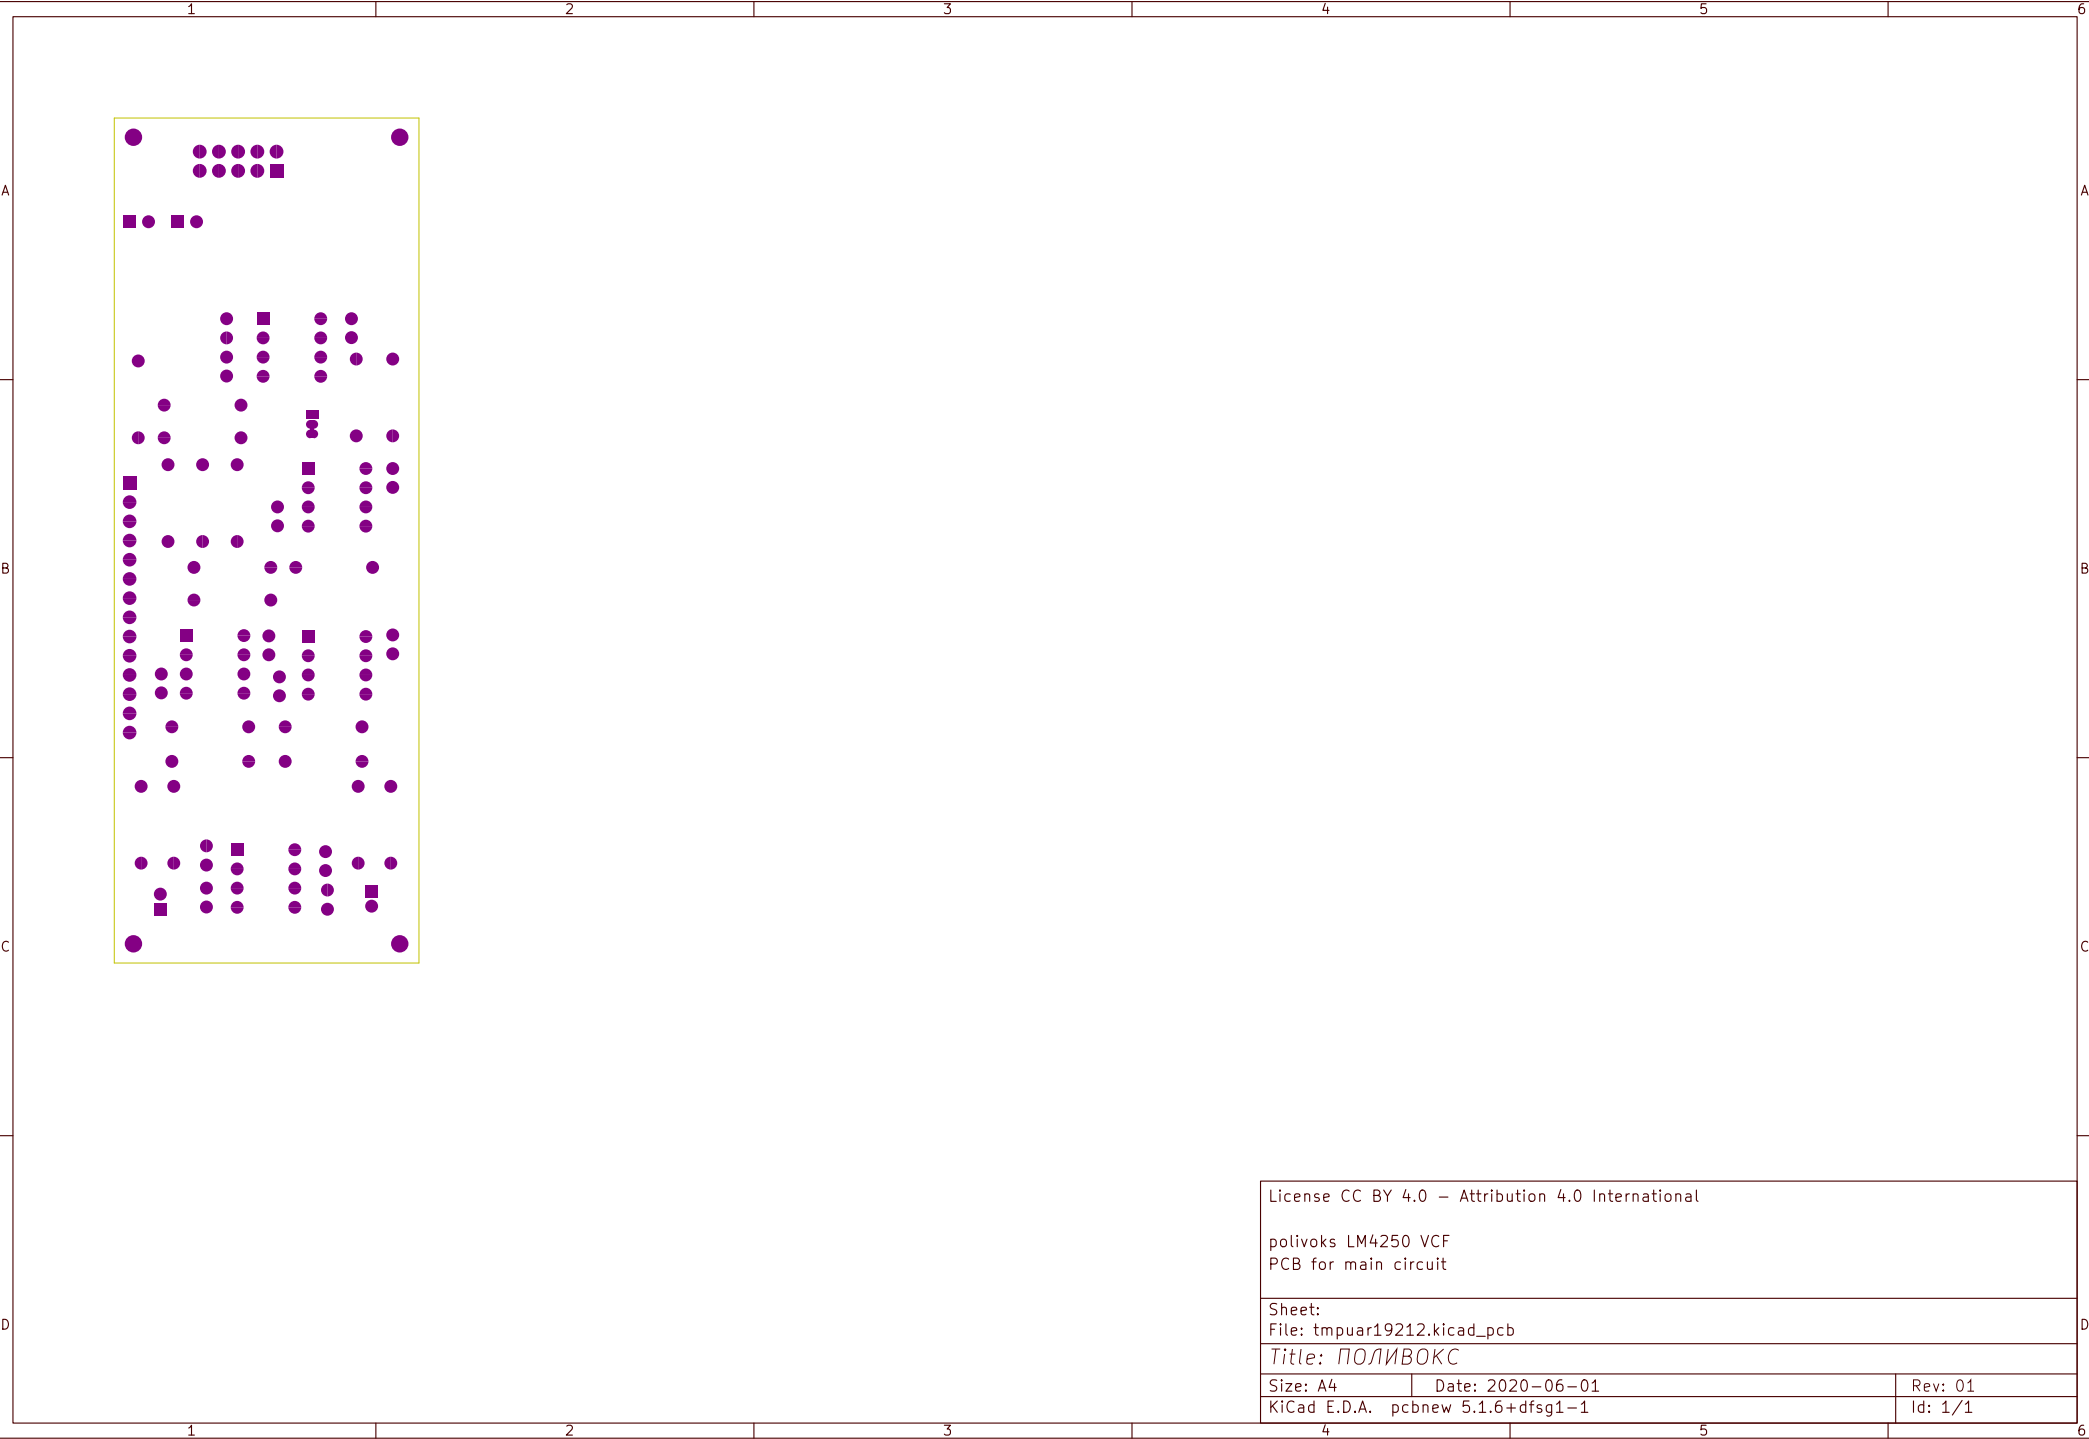 1 2 3 4 5 6
A A
B B
C C
License CC BY 4.0 – Attribution 4.0 International
polivoks LM4250 VCF
PCB for main circuit
Sheet:
D D
File: tmpuar19212.kicad_pcb
Title: ПОЛИВОКС
Size: A4 Date: 2020-06-01 Rev: 01
KiCad E.D.A. pcbnew 5.1.6+dfsg1-1 Id: 1/1
1 2 3 4 5 6